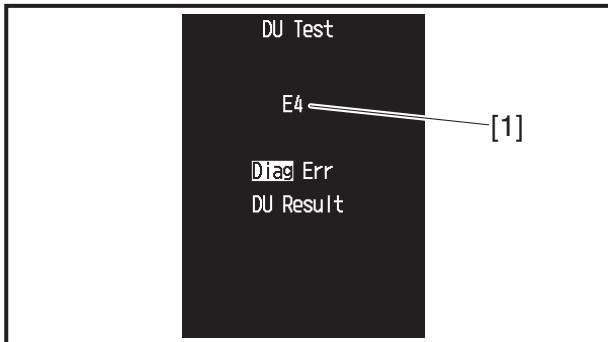 DU Test
E4
[1]
Diag Err
DU Result